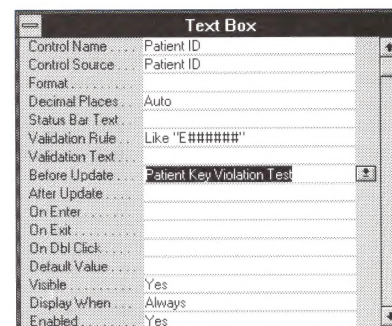 Text Box
Control Name . . . . Patient ID
Control Source . . . Patient ID
Format . . . . . . . . .
Decimal Places . . . Auto
Status Bar Text . . .
Validation Rule . . . Like "E######"
Validation Text . . .
Before Update . . . . Patient Key Violation Test
After Update . . . . .
On Enter . . . . . . . .
On Exit . . . . . . . . .
On Dbl Click . . . . .
Default Value . . . .
Visible . . . . . . . . . Yes
Display When . . . . Always
Enabled . . . . . . . . Yes